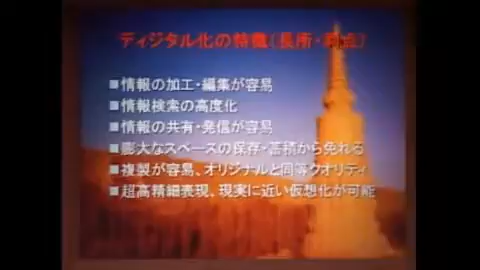 ディジタル化の特徴（長所・弱点）
■情報の加工・編集が容易
■情報検索の高度化
■情報の共有・発信が容易
■膨大なスペースの保存・蓄積から免れる
■複製が容易、オリジナルと同等クオリティ
■超高精細表現、現実に近い仮想化が可能